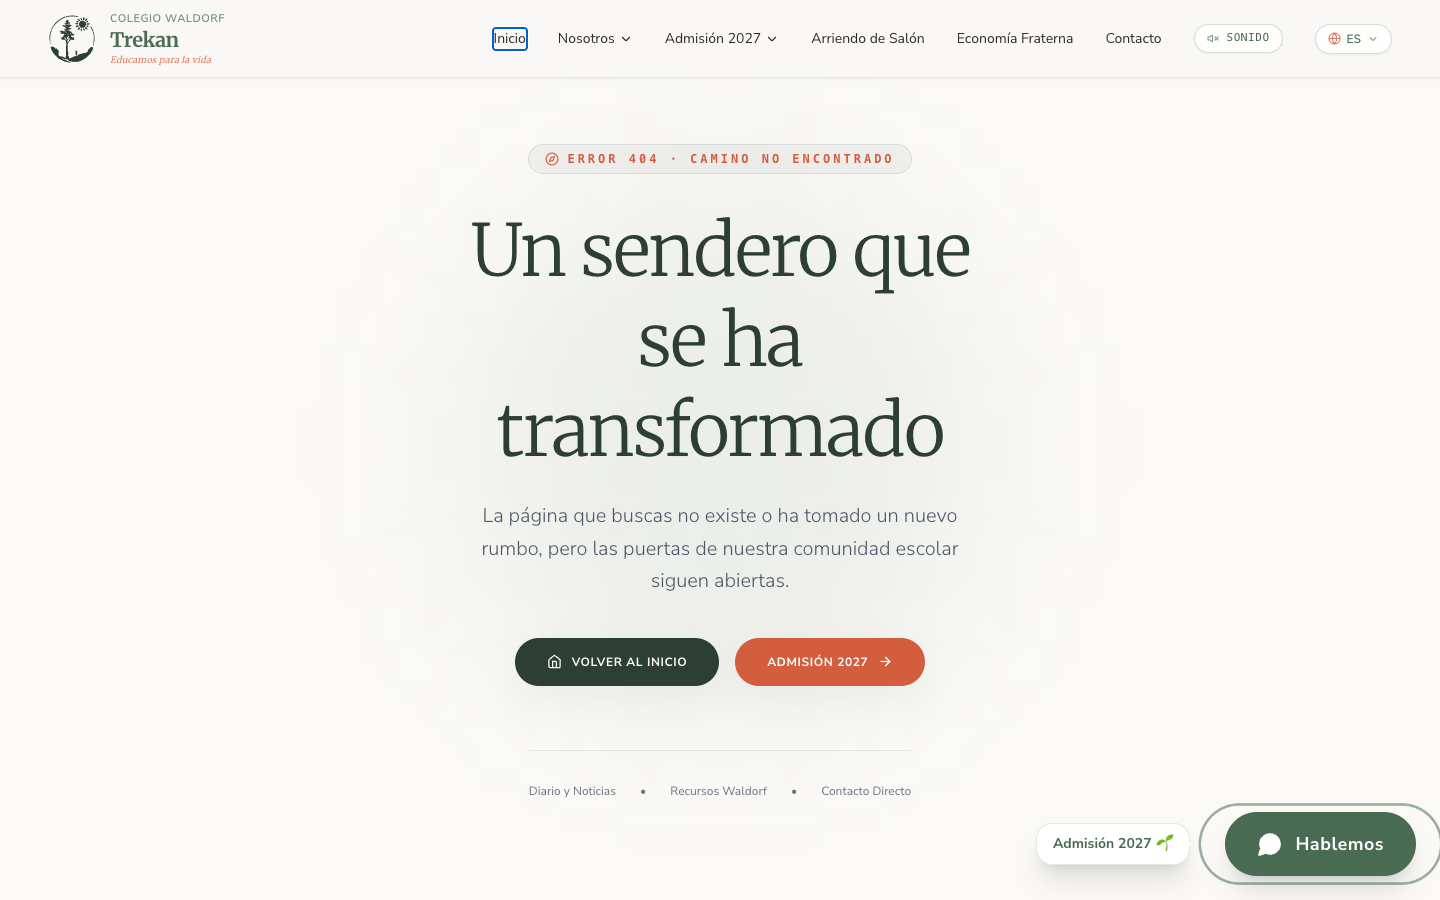 COLEGIO WALDORF
Trekan
Educamos para la vida
Inicio
Nosotros
Admisión 2027
Arriendo de Salón
Economía Fraterna
Contacto
SONIDO
ES
ERROR 404 · CAMINO NO ENCONTRADO
Un sendero que
se ha
transformado
La página que buscas no existe o ha tomado un nuevo
rumbo, pero las puertas de nuestra comunidad escolar
siguen abiertas.
VOLVER AL INICIO
ADMISIÓN 2027
Diario y Noticias • Recursos Waldorf • Contacto Directo
Admisión 2027 🌱
Hablemos